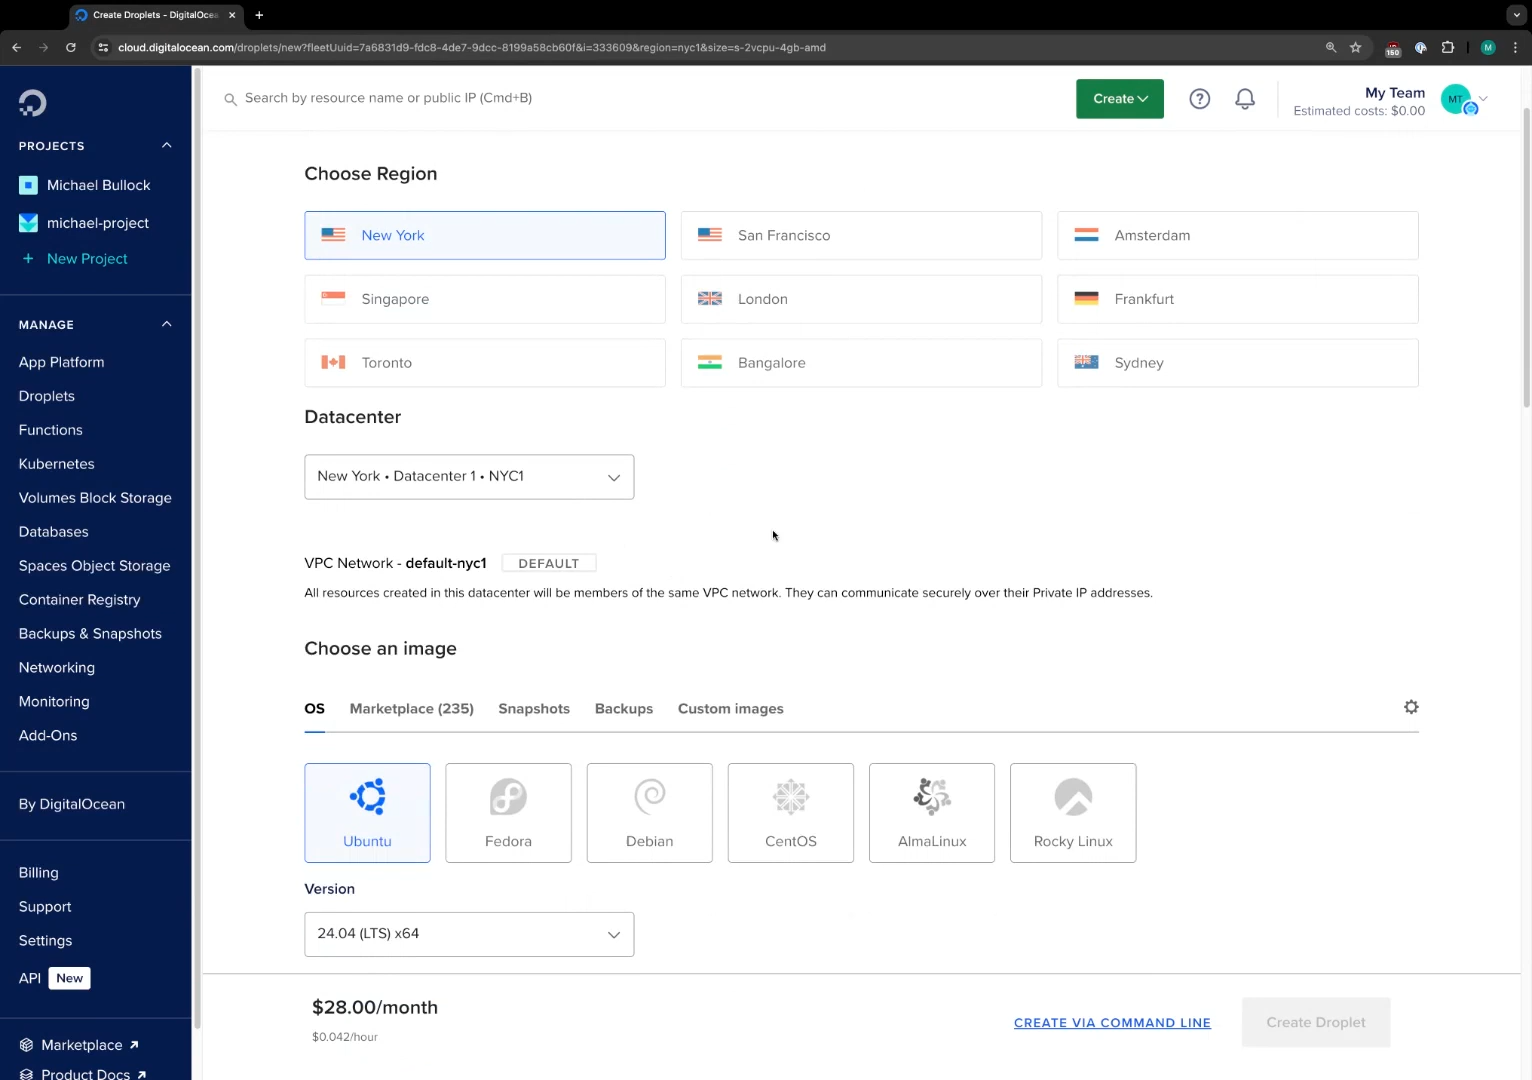 Create Droplets - DigitalOcea
cloud.digitalocean.com/droplets/new?fleetUuid=7a6831d9-fdc8-4de7-9dcc-8199a58cb60f&i=333609&region=nyc1&size=s-2vcpu-4gb-amd
150
M
Search by resource name or public IP (Cmd+B)
Create
My Team
Estimated costs: $0.00
MT
PROJECTS
Michael Bullock
michael-project
+ New Project
MANAGE
App Platform
Droplets
Functions
Kubernetes
Volumes Block Storage
Databases
Spaces Object Storage
Container Registry
Backups & Snapshots
Networking
Monitoring
Add-Ons
By DigitalOcean
Billing
Support
Settings
API New
Marketplace
Product Docs
Choose Region
New York
San Francisco
Amsterdam
Singapore
London
Frankfurt
Toronto
Bangalore
Sydney
Datacenter
New York • Datacenter 1 • NYC1
VPC Network - default-nyc1 DEFAULT
All resources created in this datacenter will be members of the same VPC network. They can communicate securely over their Private IP addresses.
Choose an image
OS Marketplace (235) Snapshots Backups Custom images
Ubuntu
Fedora
Debian
CentOS
AlmaLinux
Rocky Linux
Version
24.04 (LTS) x64
$28.00/month
$0.042/hour
CREATE VIA COMMAND LINE
Create Droplet